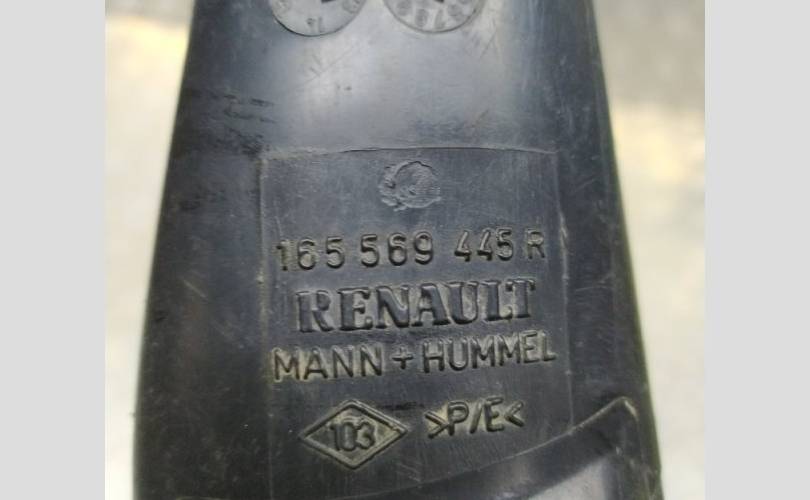 165 569 445 R
RENAULT
MANN + HUMMEL
103 >P/E<